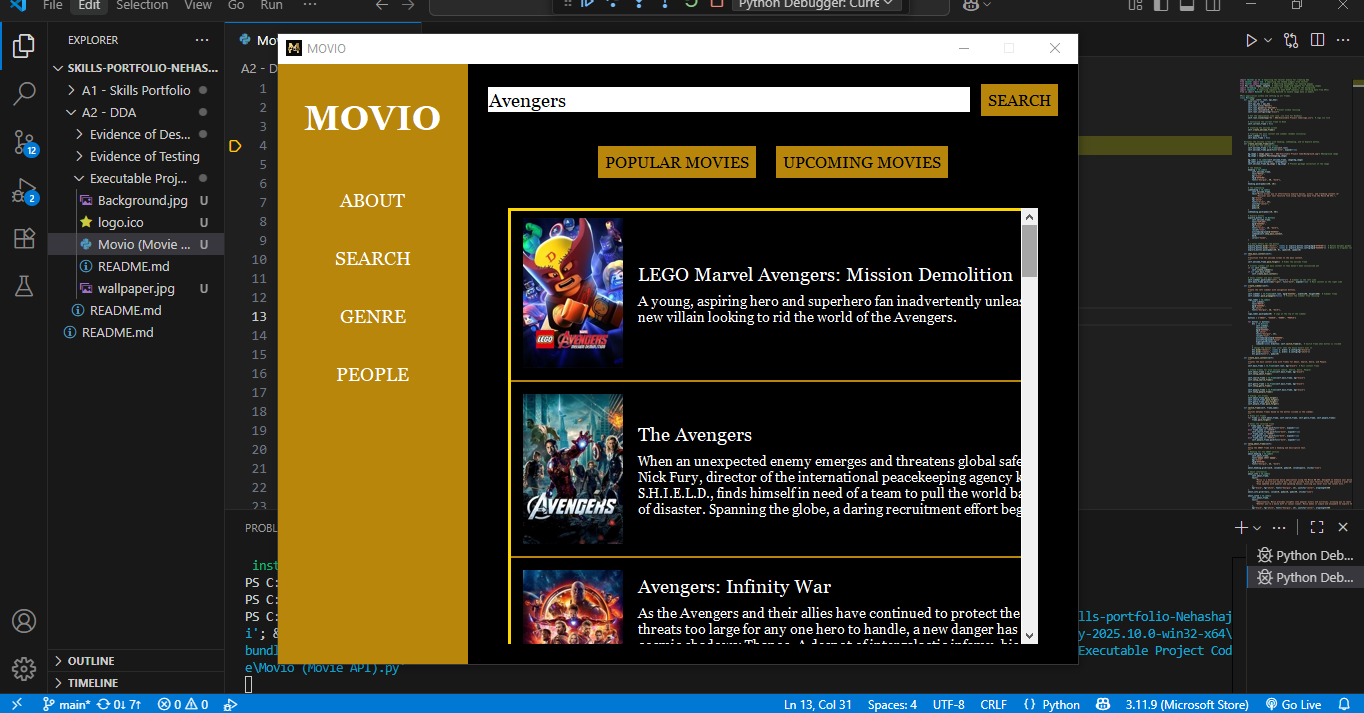 File Edit Selection View Go Run ···
Python Debugger: Curre
EXPLORER ···
SKILLS-PORTFOLIO-NEHAS...
A1 - Skills Portfolio
A2 - DDA
Evidence of Des...
Evidence of Testing
Executable Proj...
Background.jpg U
logo.ico U
Movio (Movie ... U
README.md
wallpaper.jpg U
README.md
README.md
OUTLINE
TIMELINE
12
2
Mov
A2 - D
1
2
3
4
5
6
7
8
9
10
11
12
13
14
15
16
17
18
19
20
21
22
23
MOVIO
MOVIO
ABOUT
SEARCH
GENRE
PEOPLE
Avengers
SEARCH
POPULAR MOVIES
UPCOMING MOVIES
LEGO AVENGERS
LEGO Marvel Avengers: Mission Demolition
A young, aspiring hero and superhero fan inadvertently unleas
new villain looking to rid the world of the Avengers.
AVENGERS
The Avengers
When an unexpected enemy emerges and threatens global safe
Nick Fury, director of the international peacekeeping agency k
S.H.I.E.L.D., finds himself in need of a team to pull the world ba
of disaster. Spanning the globe, a daring recruitment effort beg
Avengers: Infinity War
As the Avengers and their allies have continued to protect the
threats too large for any one hero to handle, a new danger has
PROBL
inst
PS C:
PS C:
PS C:
i'; &
bundl
e\Movio (Movie API).py
lls-portfolio-Nehashaj
y-2025.10.0-win32-x64\
Executable Project Cod
Python Deb...
Python Deb...
main* 0↓ 7↑ 0 0
Ln 13, Col 31 Spaces: 4 UTF-8 CRLF {} Python 3.11.9 (Microsoft Store) Go Live